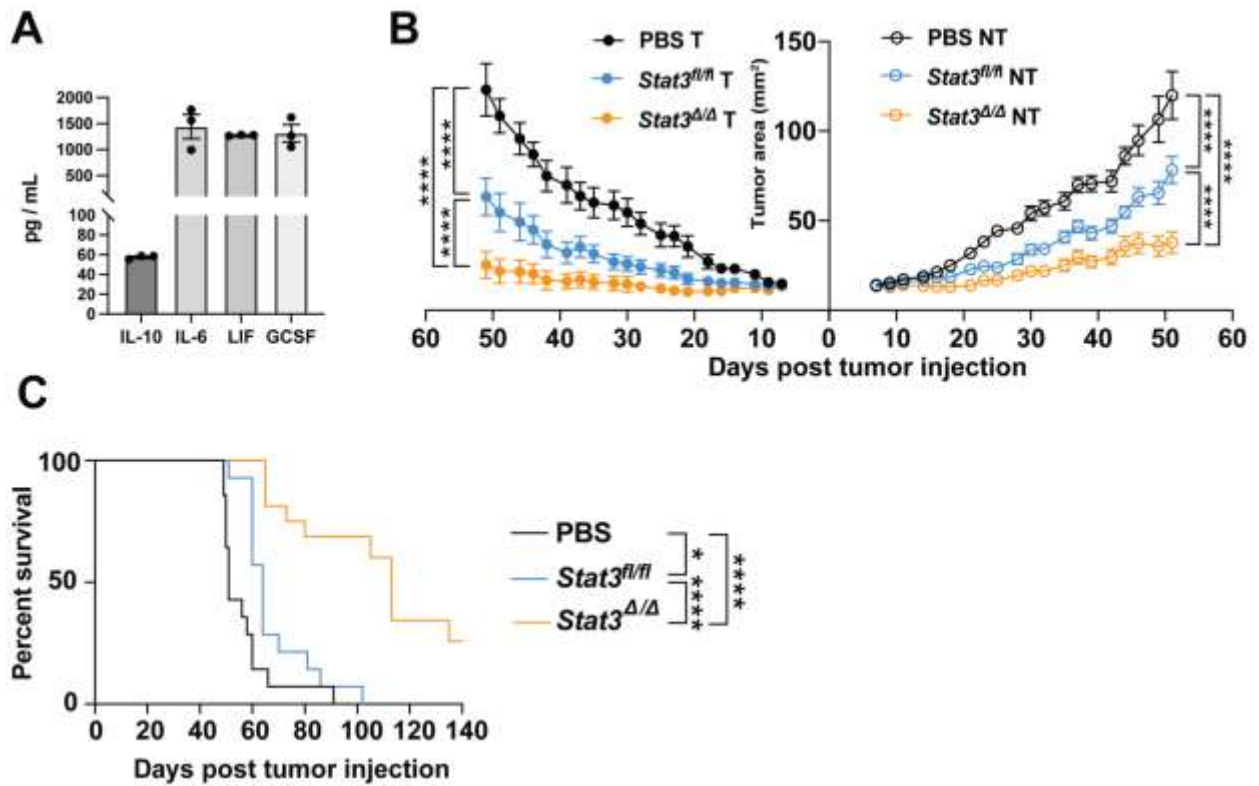 A
pg / mL
2000
1500
1000
500
100
80
60
40
20
0
IL-10 IL-6 LIF GCSF
B
PBS T
Stat3fl/fl T
Stat3Δ/Δ T
Tumor area (mm²)
150
100
50
PBS NT
Stat3fl/fl NT
Stat3Δ/Δ NT
****
****
****
****
****
****
60 50 40 30 20 10 0 10 20 30 40 50 60
Days post tumor injection
C
Percent survival
100
50
0
0 20 40 60 80 100 120 140
Days post tumor injection
PBS
Stat3fl/fl
Stat3Δ/Δ
*
****
****